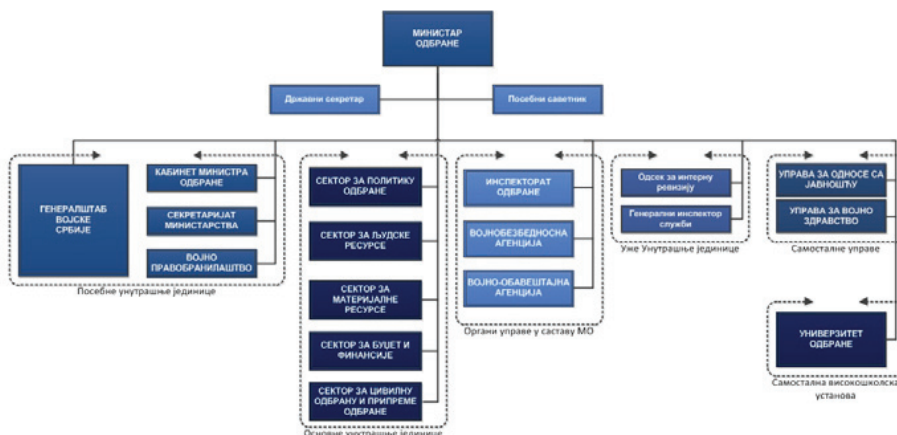 МИНИСТАР
ОДБРАНЕ
Државни секретар
Посебни саветник
ГЕНЕРАЛШТАБ
ВОЈСКЕ
СРБИЈЕ
КАБИНЕТ МИНИСТРА
ОДБРАНЕ
СЕКРЕТАРИЈАТ
МИНИСТАРСТВА
ВОЈНО
ПРАВОБРАНИЛАШТВО
Посебне унутрашње јединице
СЕКТОР ЗА ПОЛИТИКУ
ОДБРАНЕ
СЕКТОР ЗА ЉУДСКЕ
РЕСУРСЕ
СЕКТОР ЗА
МАТЕРИЈАЛНЕ
РЕСУРСЕ
СЕКТОР ЗА БУЏЕТ И
ФИНАНСИЈЕ
СЕКТОР ЗА ЦИВИЛНУ
ОДБРАНУ И ПРИПРЕМЕ
ОДБРАНЕ
Основне унутрашње јединице
ИНСПЕКТОРАТ
ОДБРАНЕ
ВОЈНОБЕЗБЕДНОСНА
АГЕНЦИЈА
ВОЈНО-ОБАВЕШТАЈНА
АГЕНЦИЈА
Органи управе у саставу МО
Одсек за интерну
ревизију
Генерални инспектор
служби
Уже Унутрашње јединице
УПРАВА ЗА ОДНОСЕ СА
ЈАВНОШЋУ
УПРАВА ЗА ВОЈНО
ЗДРАВСТВО
Самосталне управе
УНИВЕРЗИТЕТ
ОДБРАНЕ
Самостална високошколска
установа